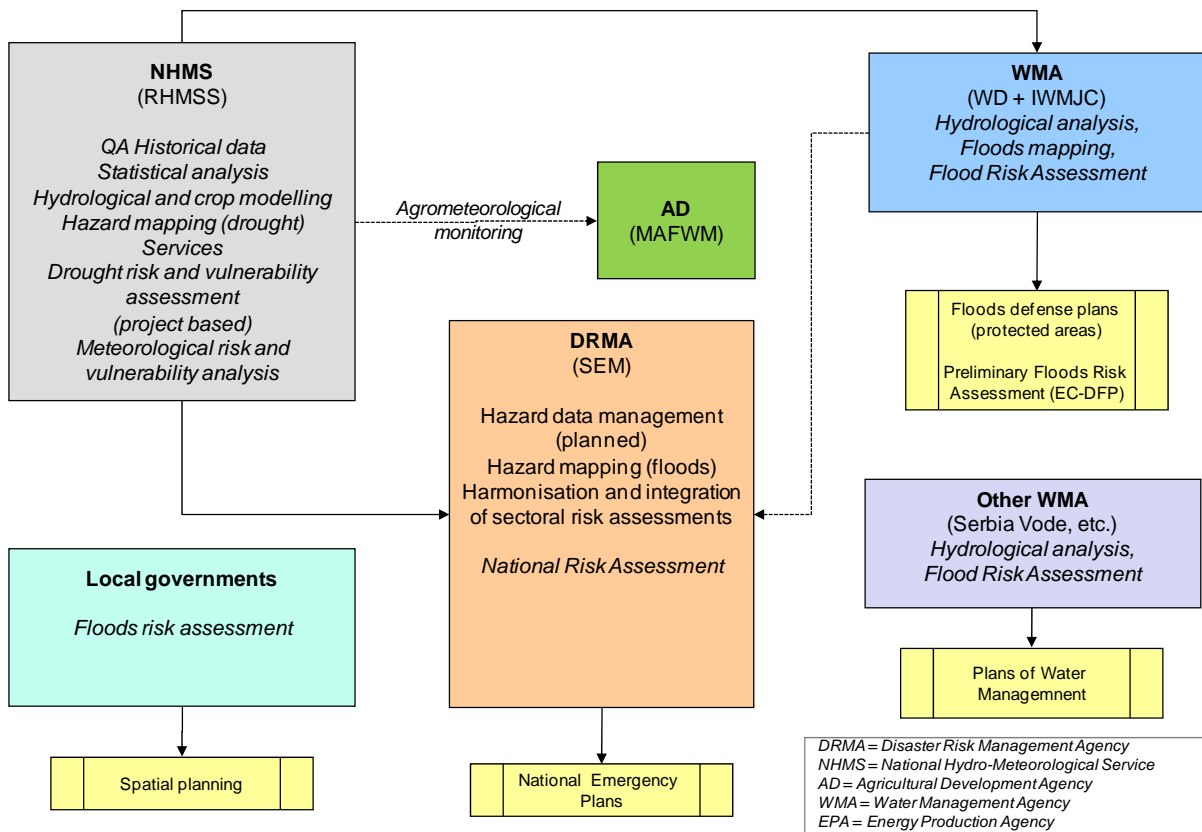 NHMS
(RHMSS)
QA Historical data
Statistical analysis
Hydrological and crop modelling
Hazard mapping (drought)
Services
Drought risk and vulnerability
assessment
(project based)
Meteorological risk and
vulnerability analysis
WMA
(WD + IWMJC)
Hydrological analysis,
Floods mapping,
Flood Risk Assessment
Agrometeorological
monitoring
AD
(MAFWM)
Floods defense plans
(protected areas)
Preliminary Floods Risk
Assessment (EC-DFP)
DRMA
(SEM)
Hazard data management
(planned)
Hazard mapping (floods)
Harmonisation and integration
of sectoral risk assessments
National Risk Assessment
Other WMA
(Serbia Vode, etc.)
Hydrological analysis,
Flood Risk Assessment
Local governments
Floods risk assessment
Plans of Water
Managemnent
Spatial planning
National Emergency
Plans
DRMA = Disaster Risk Management Agency
NHMS = National Hydro-Meteorological Service
AD = Agricultural Development Agency
WMA = Water Management Agency
EPA = Energy Production Agency